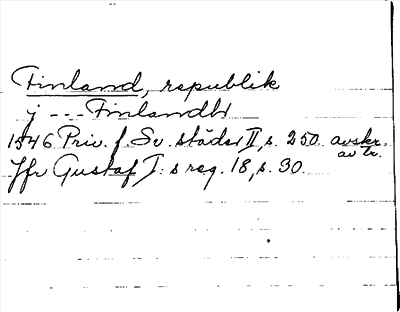 Finland, republik
j --- Finlandh
1546 Priv. f. Sv. städer II, s. 250 avskr.
av tr.
Jfr Gustaf I:s reg. 18, s. 30.